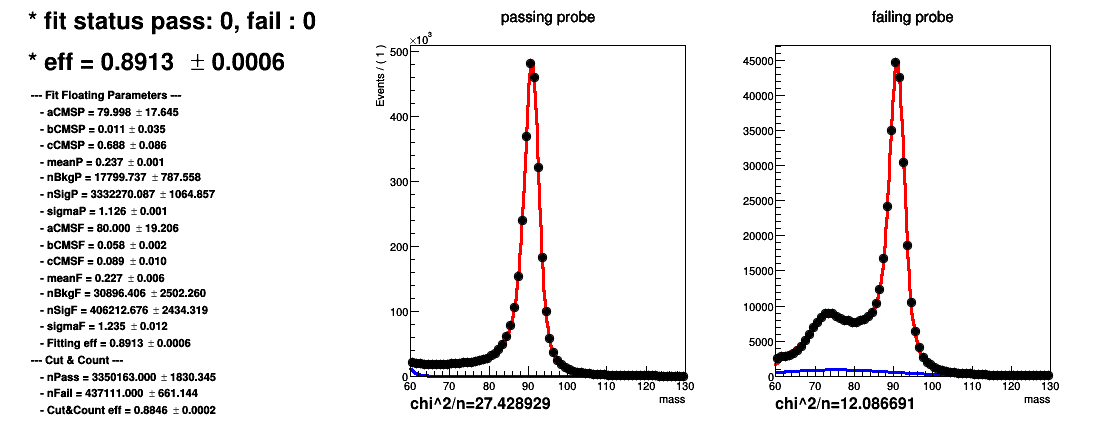 * fit status pass: 0, fail : 0
* eff = 0.8913 ± 0.0006
--- Fit Floating Parameters ---
- aCMSP = 79.998 ± 17.645
- bCMSP = 0.011 ± 0.035
- cCMSP = 0.688 ± 0.086
- meanP = 0.237 ± 0.001
- nBkgP = 17799.737 ± 787.558
- nSigP = 3332270.087 ± 1064.857
- sigmaP = 1.126 ± 0.001
- aCMSF = 80.000 ± 19.206
- bCMSF = 0.058 ± 0.002
- cCMSF = 0.089 ± 0.010
- meanF = 0.227 ± 0.006
- nBkgF = 30896.406 ± 2502.260
- nSigF = 406212.676 ± 2434.319
- sigmaF = 1.235 ± 0.012
- Fitting eff = 0.8913 ± 0.0006
--- Cut & Count ---
- nPass = 3350163.000 ± 1830.345
- nFail = 437111.000 ± 661.144
- Cut&Count eff = 0.8846 ± 0.0002
passing probe
×10³
Events / ( 1 )
500
400
300
200
100
0
60 70 80 90 100 110 120 130
mass
chi^2/n=27.428929
failing probe
45000
40000
35000
30000
25000
20000
15000
10000
5000
0
60 70 80 90 100 110 120 130
mass
chi^2/n=12.086691